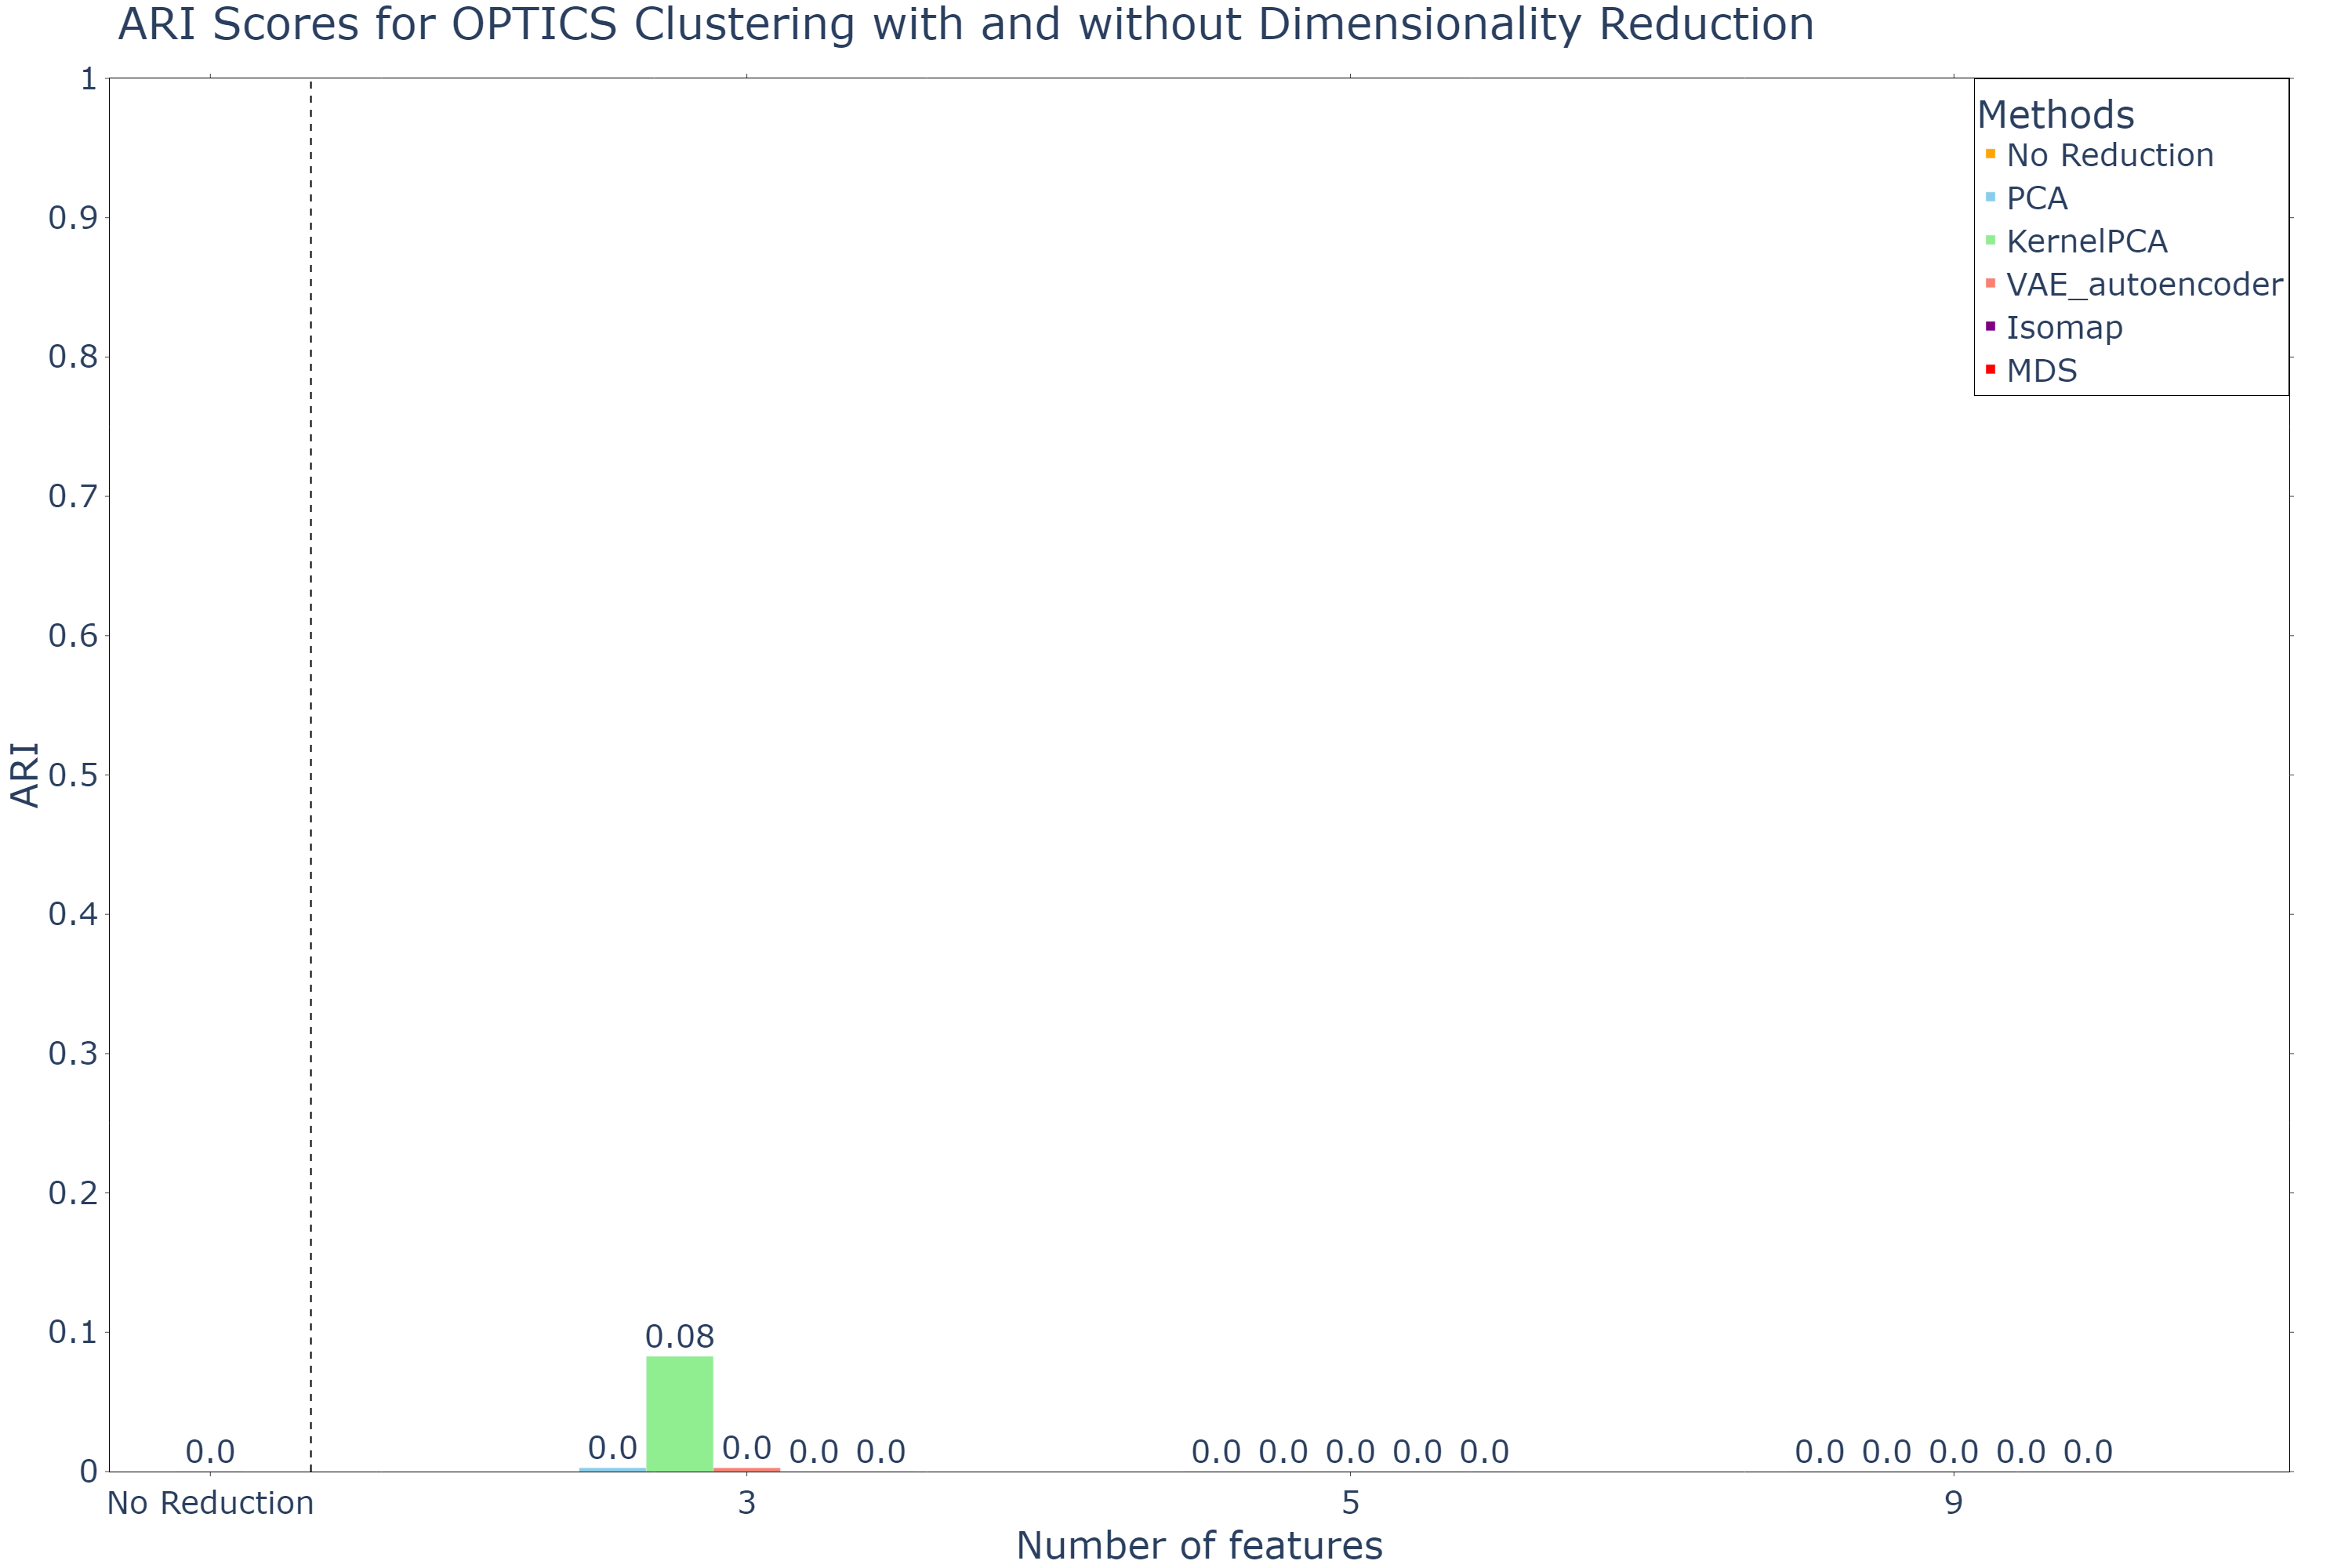 ARI Scores for OPTICS Clustering with and without Dimensionality Reduction
1
0.9
0.8
0.7
0.6
0.5
0.4
0.3
0.2
0.1
0
ARI
Methods
No Reduction
PCA
KernelPCA
VAE_autoencoder
Isomap
MDS
0.0
0.0 0.08 0.0 0.0 0.0
0.0 0.0 0.0 0.0 0.0
0.0 0.0 0.0 0.0 0.0
No Reduction 3 5 9
Number of features